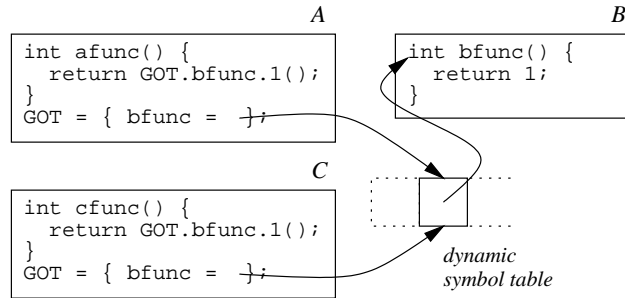 A
int afunc() {
return GOT.bfunc.1();
}
GOT = { bfunc = };
B
int bfunc() {
return 1;
}
C
int cfunc() {
return GOT.bfunc.1();
}
GOT = { bfunc = };
dynamic
symbol table